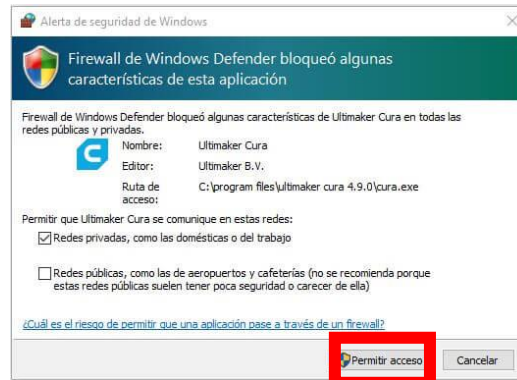 Alerta de seguridad de Windows
Firewall de Windows Defender bloqueó algunas
características de esta aplicación
Firewall de Windows Defender bloqueó algunas características de Ultimaker Cura en todas las
redes públicas y privadas.
Nombre: Ultimaker Cura
Editor: Ultimaker B.V.
Ruta de C:\program files\ultimaker cura 4.9.0\cura.exe
acceso:
Permitir que Ultimaker Cura se comunique en estas redes:
Redes privadas, como las domésticas o del trabajo
Redes públicas, como las de aeropuertos y cafeterías (no se recomienda porque
estas redes públicas suelen tener poca seguridad o carecer de ella)
¿Cuál es el riesgo de permitir que una aplicación pase a través de un firewall?
Permitir acceso Cancelar